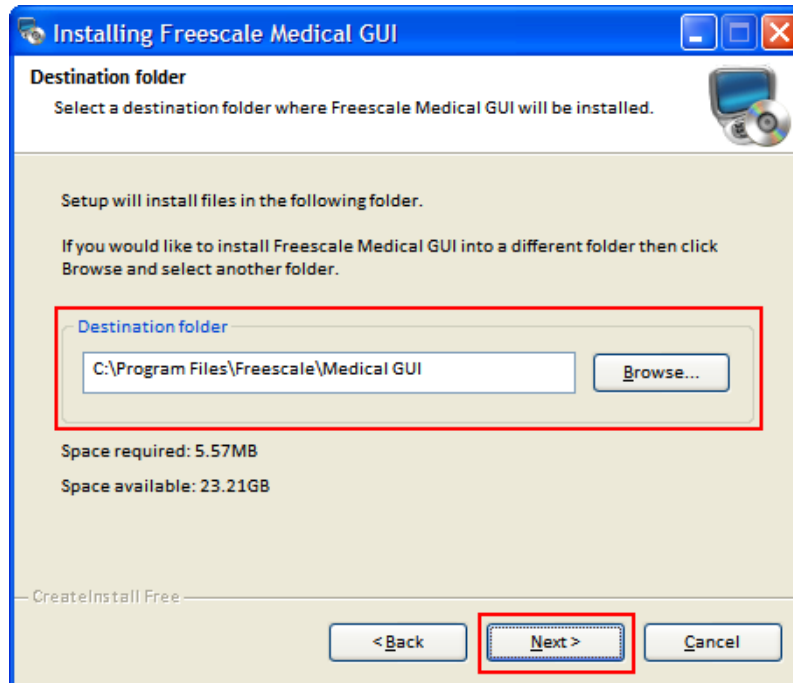 Installing Freescale Medical GUI
Destination folder
Select a destination folder where Freescale Medical GUI will be installed.
Setup will install files in the following folder.
If you would like to install Freescale Medical GUI into a different folder then click
Browse and select another folder.
Destination folder
C:\Program Files\Freescale\Medical GUI
Browse...
Space required: 5.57MB
Space available: 23.21GB
CreateInstall Free
< Back
Next >
Cancel